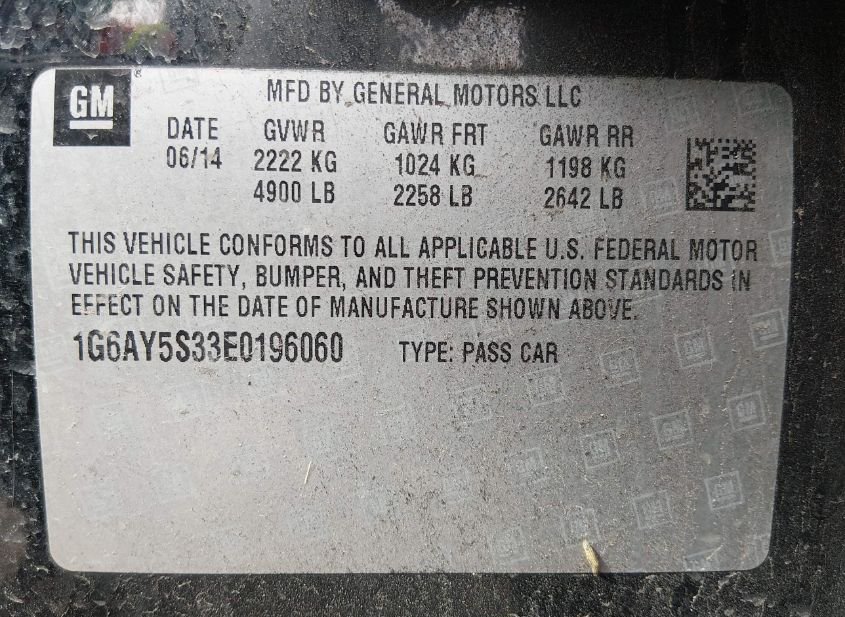 GM
MFD BY GENERAL MOTORS LLC
DATE GVWR GAWR FRT GAWR RR
06/14 2222 KG 1024 KG 1198 KG
4900 LB 2258 LB 2642 LB
THIS VEHICLE CONFORMS TO ALL APPLICABLE U.S. FEDERAL MOTOR
VEHICLE SAFETY, BUMPER, AND THEFT PREVENTION STANDARDS IN
EFFECT ON THE DATE OF MANUFACTURE SHOWN ABOVE.
1G6AY5S33E0196060 TYPE: PASS CAR